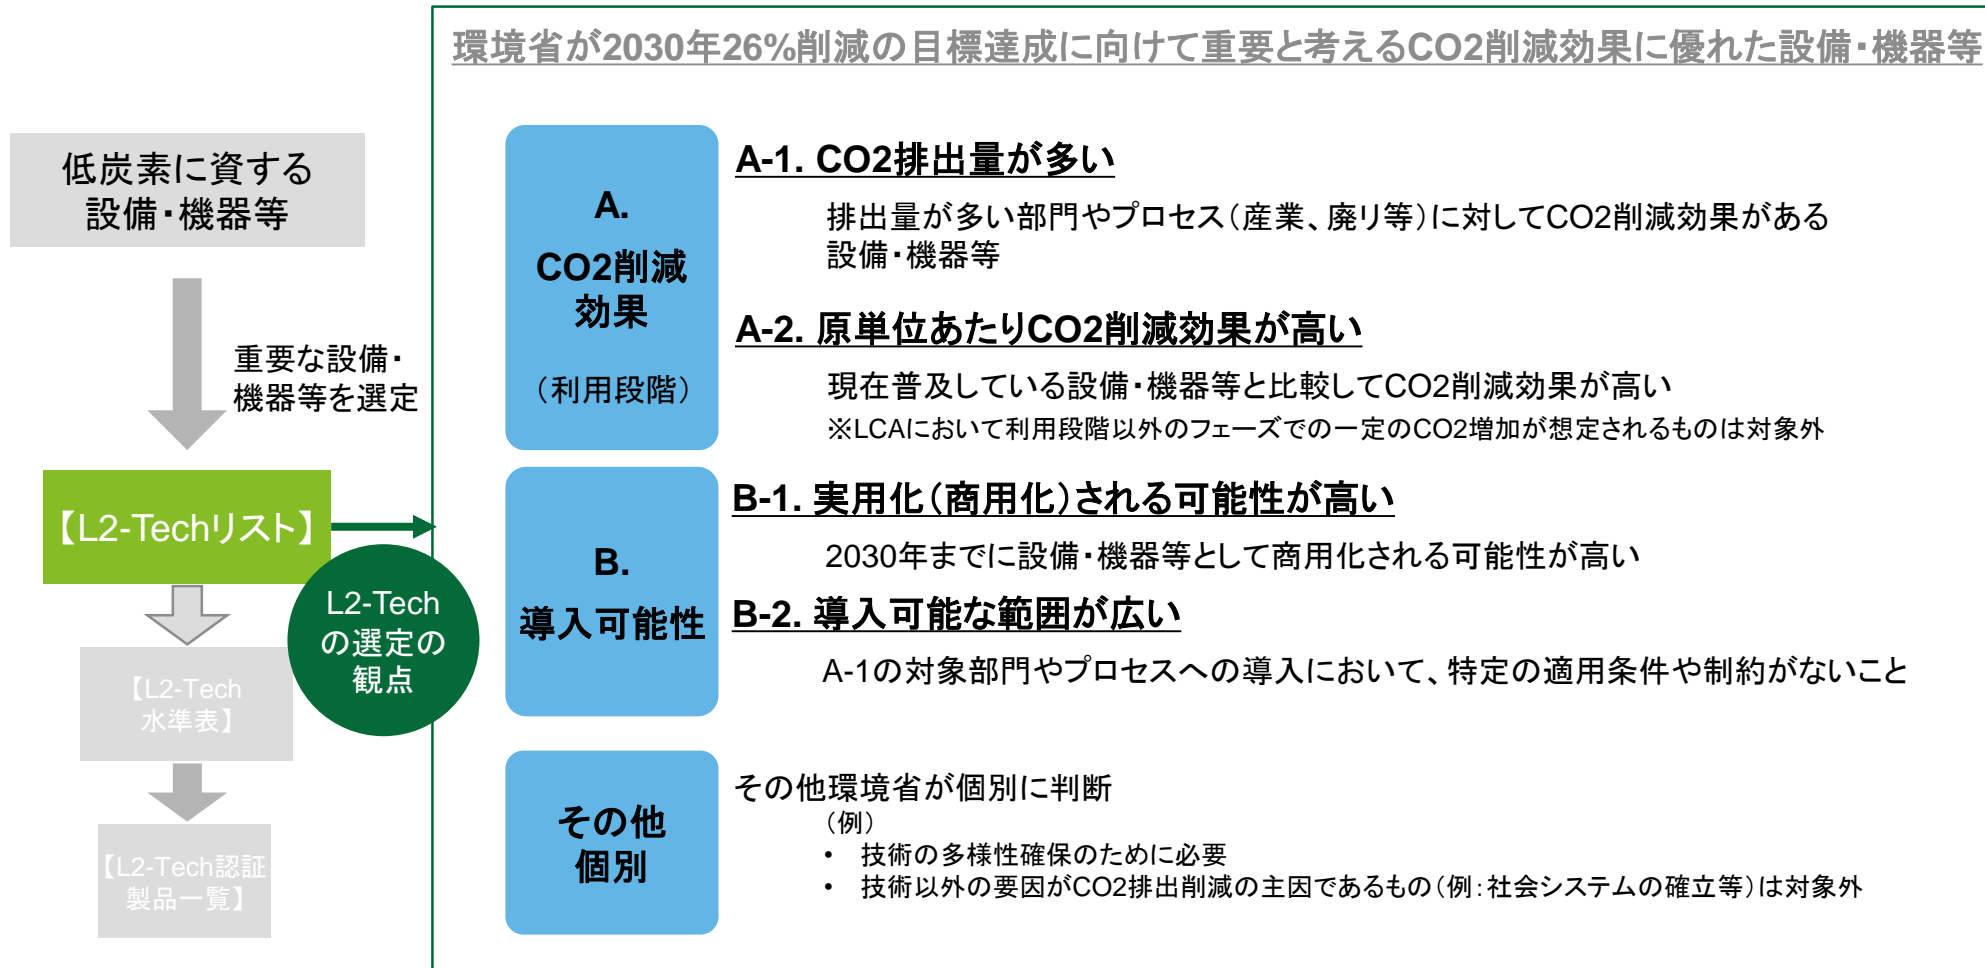 環境省が2030年26%削減の目標達成に向けて重要と考えるCO2削減効果に優れた設備・機器等
低炭素に資する
設備・機器等
重要な設備・
機器等を選定
【L2-Techリスト】
L2-Tech
の選定の
観点
【L2-Tech
水準表】
【L2-Tech認証
製品一覧】
A.
CO2削減
効果
（利用段階）
A-1. CO2排出量が多い
排出量が多い部門やプロセス（産業、廃リ等）に対してCO2削減効果がある
設備・機器等
A-2. 原単位あたりCO2削減効果が高い
現在普及している設備・機器等と比較してCO2削減効果が高い
※LCAにおいて利用段階以外のフェーズでの一定のCO2増加が想定されるものは対象外
B.
導入可能性
B-1. 実用化（商用化）される可能性が高い
2030年までに設備・機器等として商用化される可能性が高い
B-2. 導入可能な範囲が広い
A-1の対象部門やプロセスへの導入において、特定の適用条件や制約がないこと
その他
個別
その他環境省が個別に判断
（例）
• 技術の多様性確保のために必要
• 技術以外の要因がCO2排出削減の主因であるもの（例：社会システムの確立等）は対象外